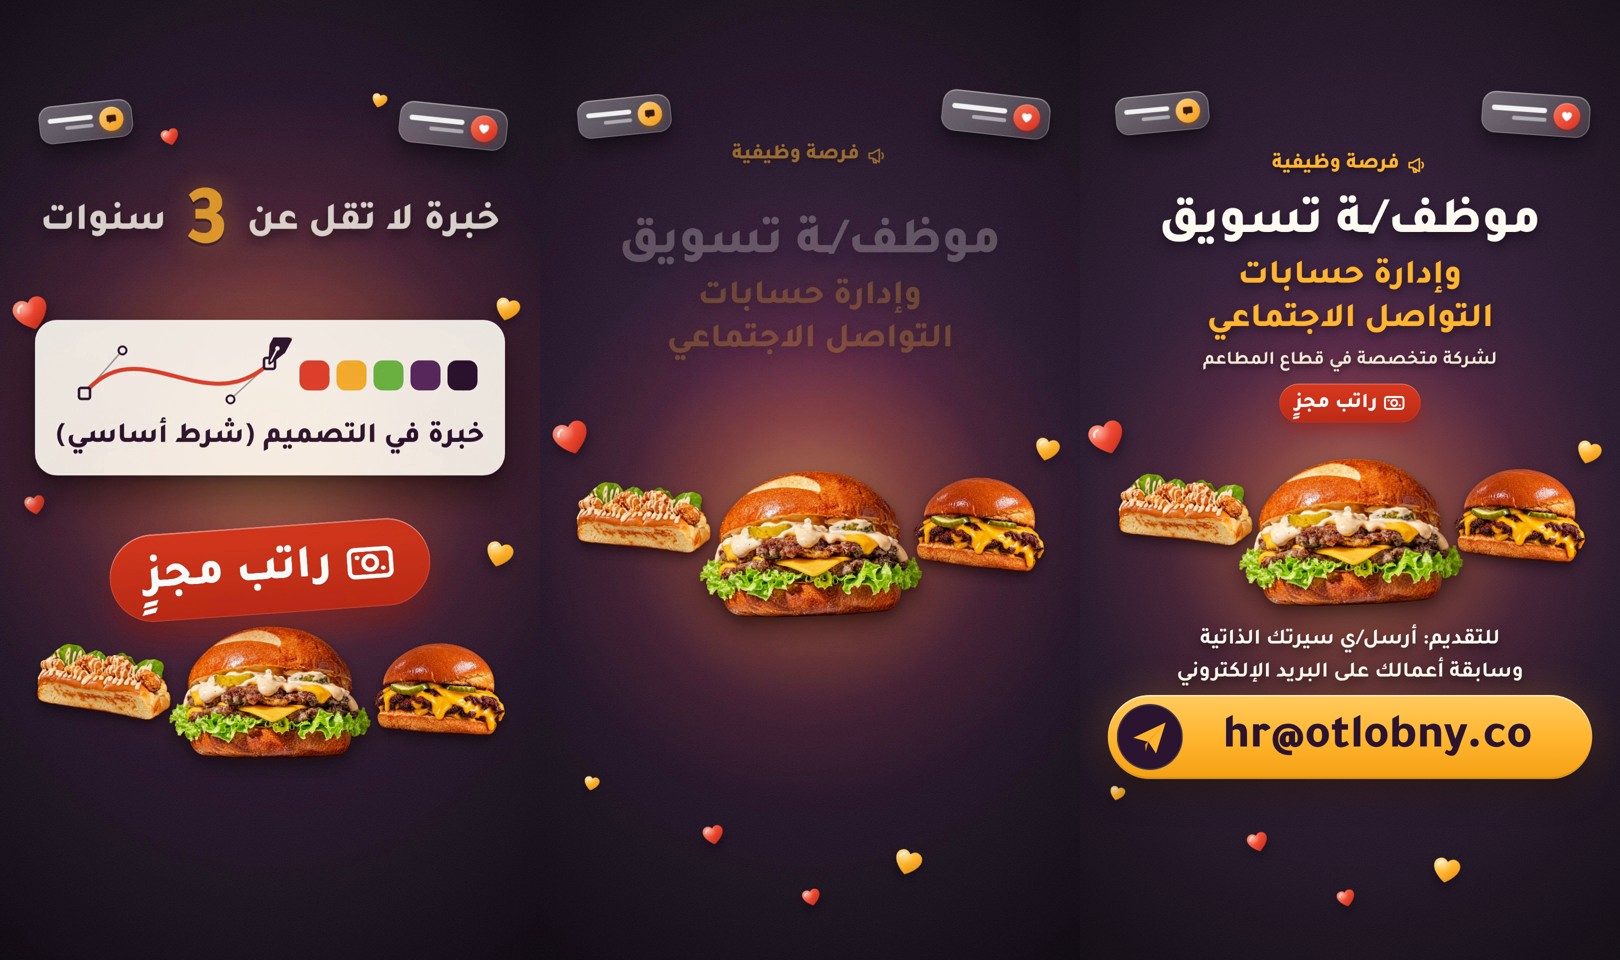 خبرة لا تقل عن 3 سنوات
خبرة في التصميم (شرط أساسي)
راتب مجزٍ
فرصة وظيفية
موظف/ـة تسويق
وإدارة حسابات
التواصل الاجتماعي
فرصة وظيفية
موظف/ـة تسويق
وإدارة حسابات
التواصل الاجتماعي
لشركة متخصصة في قطاع المطاعم
راتب مجزٍ
للتقديم: أرسل/ي سيرتك الذاتية
وسابقة أعمالك على البريد الإلكتروني
hr@otlobny.co